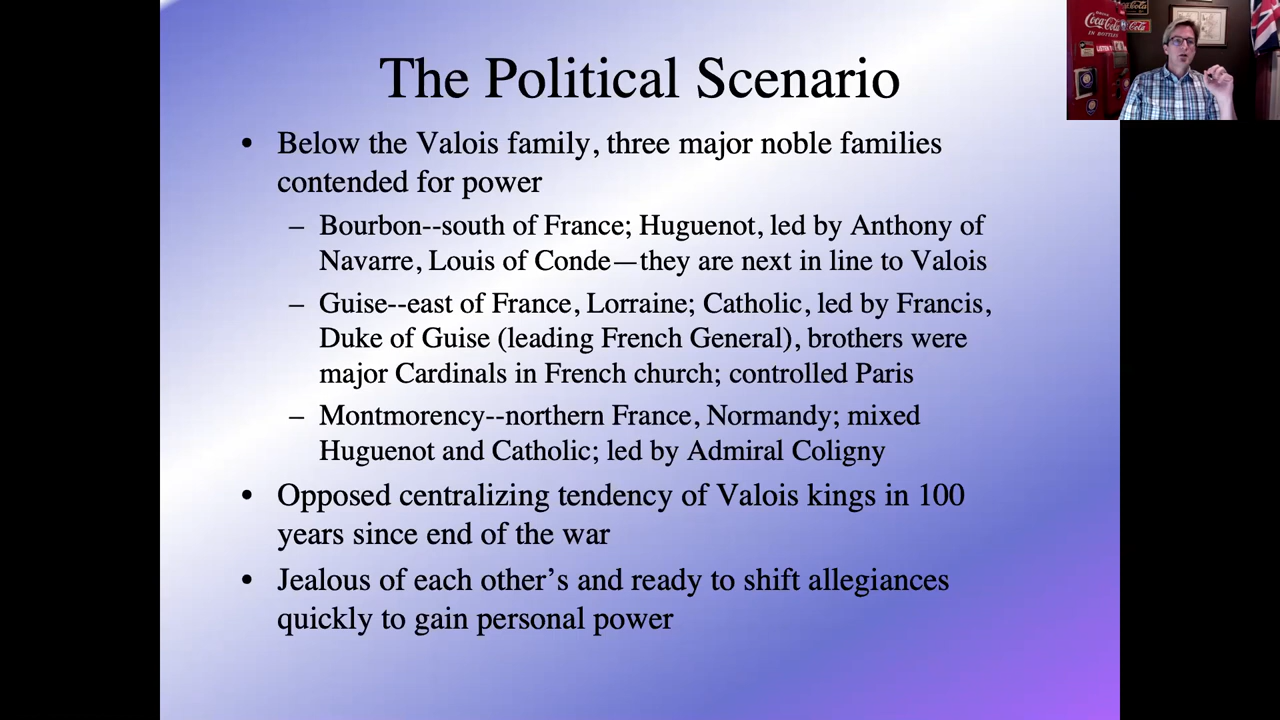 The Political Scenario
• Below the Valois family, three major noble families
contended for power
– Bourbon--south of France; Huguenot, led by Anthony of
Navarre, Louis of Conde—they are next in line to Valois
– Guise--east of France, Lorraine; Catholic, led by Francis,
Duke of Guise (leading French General), brothers were
major Cardinals in French church; controlled Paris
– Montmorency--northern France, Normandy; mixed
Huguenot and Catholic; led by Admiral Coligny
• Opposed centralizing tendency of Valois kings in 100
years since end of the war
• Jealous of each other’s and ready to shift allegiances
quickly to gain personal power
Coca-Cola
IN BOTTLES